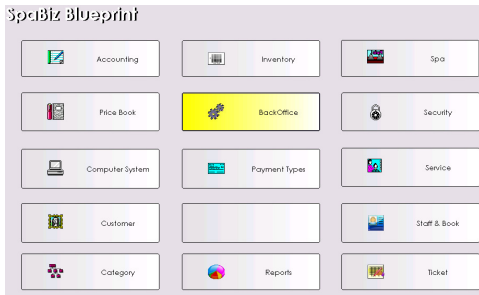 SpaBiz Blueprint
Accounting
Inventory
Spa
Price Book
BackOffice
Security
Computer System
Payment Types
Service
Customer
Staff & Book
Category
Reports
Ticket